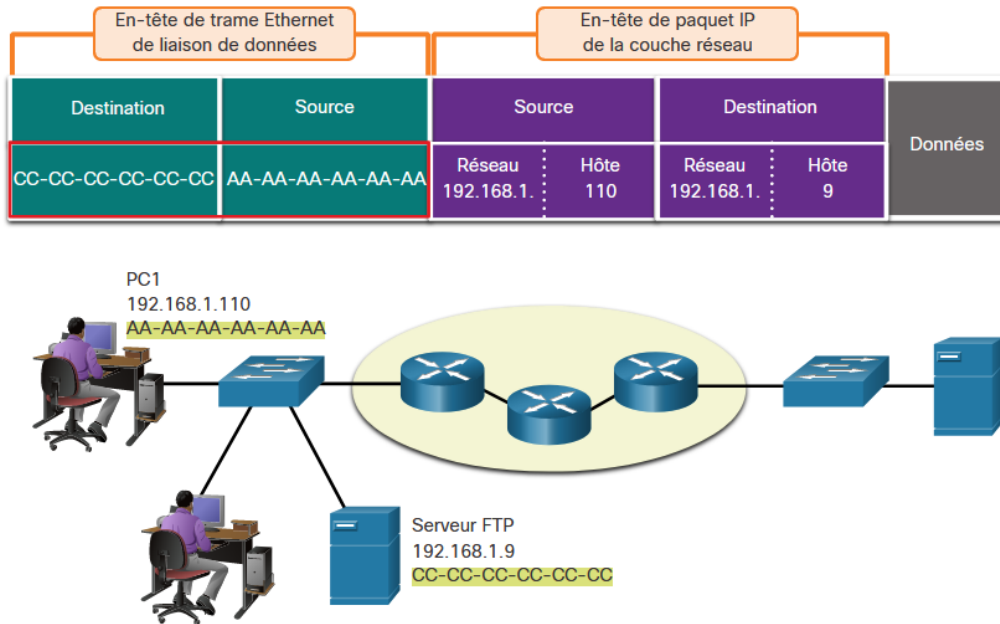 En-tête de trame Ethernet
de liaison de données
En-tête de paquet IP
de la couche réseau
Destination
Source
Source
Destination
Données
CC-CC-CC-CC-CC-CC
AA-AA-AA-AA-AA-AA
Réseau
192.168.1.
Hôte
110
Réseau
192.168.1.
Hôte
9
PC1
192.168.1.110
AA-AA-AA-AA-AA-AA
Serveur FTP
192.168.1.9
CC-CC-CC-CC-CC-CC